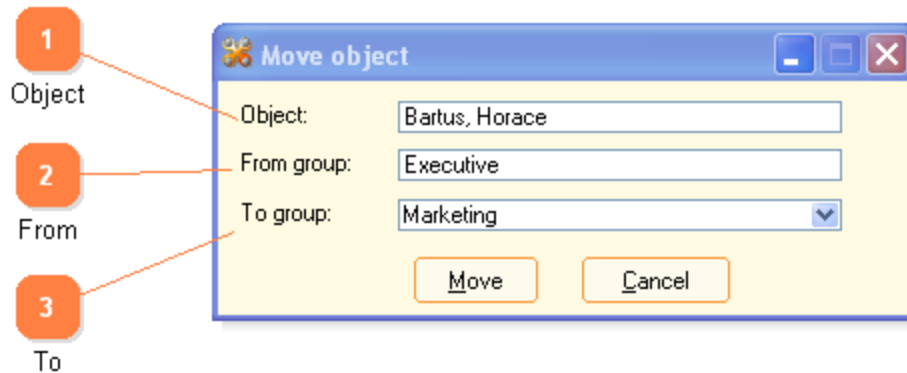 1
Object
2
From
3
To
Move object
Object:
Bartus, Horace
From group:
Executive
To group:
Marketing
Move
Cancel